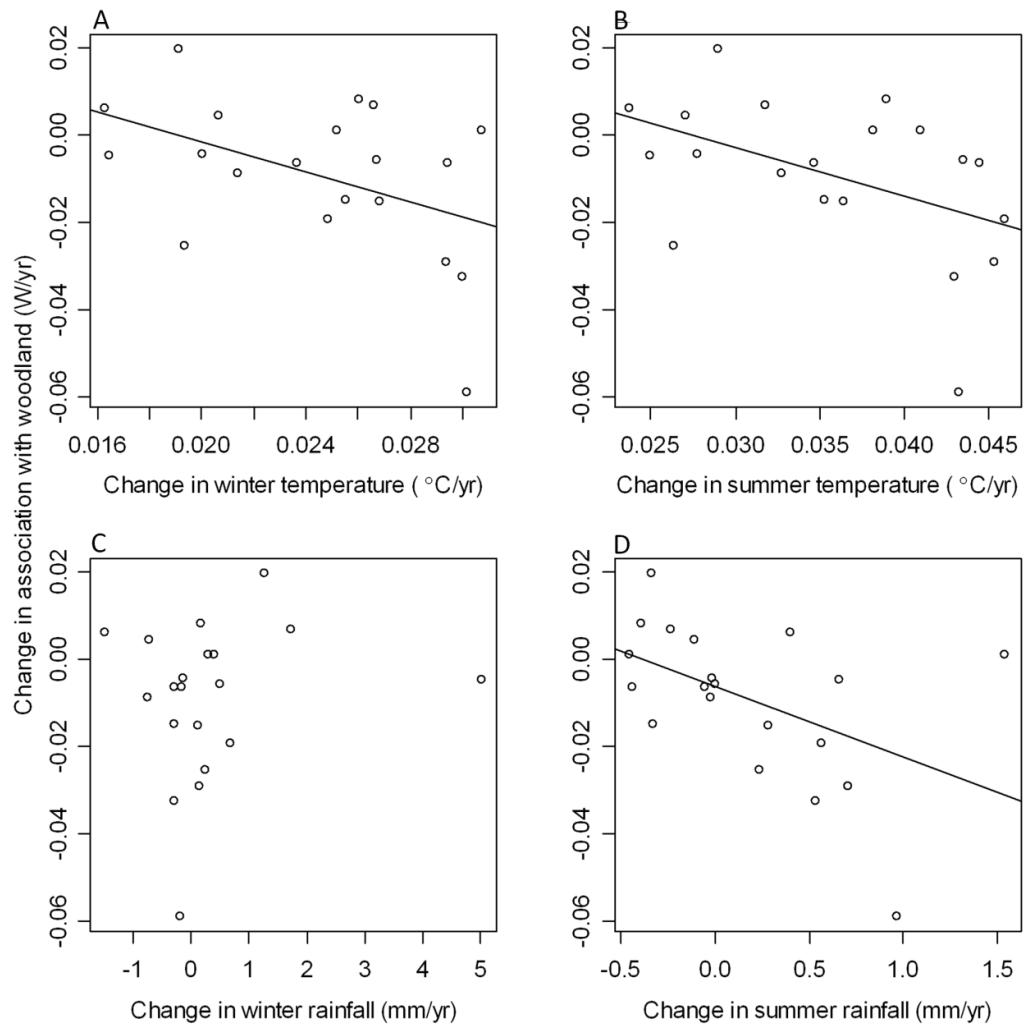 A
B
0.02
0.00
-0.02
-0.04
-0.06
0.02
0.00
-0.02
-0.04
-0.06
0.016 0.020 0.024 0.028
0.025 0.030 0.035 0.040 0.045
Change in winter temperature ( °C/yr)
Change in summer temperature ( °C/yr)
Change in association with woodland (W/yr)
C
D
0.02
0.00
-0.02
-0.04
-0.06
0.02
0.00
-0.02
-0.04
-0.06
-1 0 1 2 3 4 5
-0.5 0.0 0.5 1.0 1.5
Change in winter rainfall (mm/yr)
Change in summer rainfall (mm/yr)